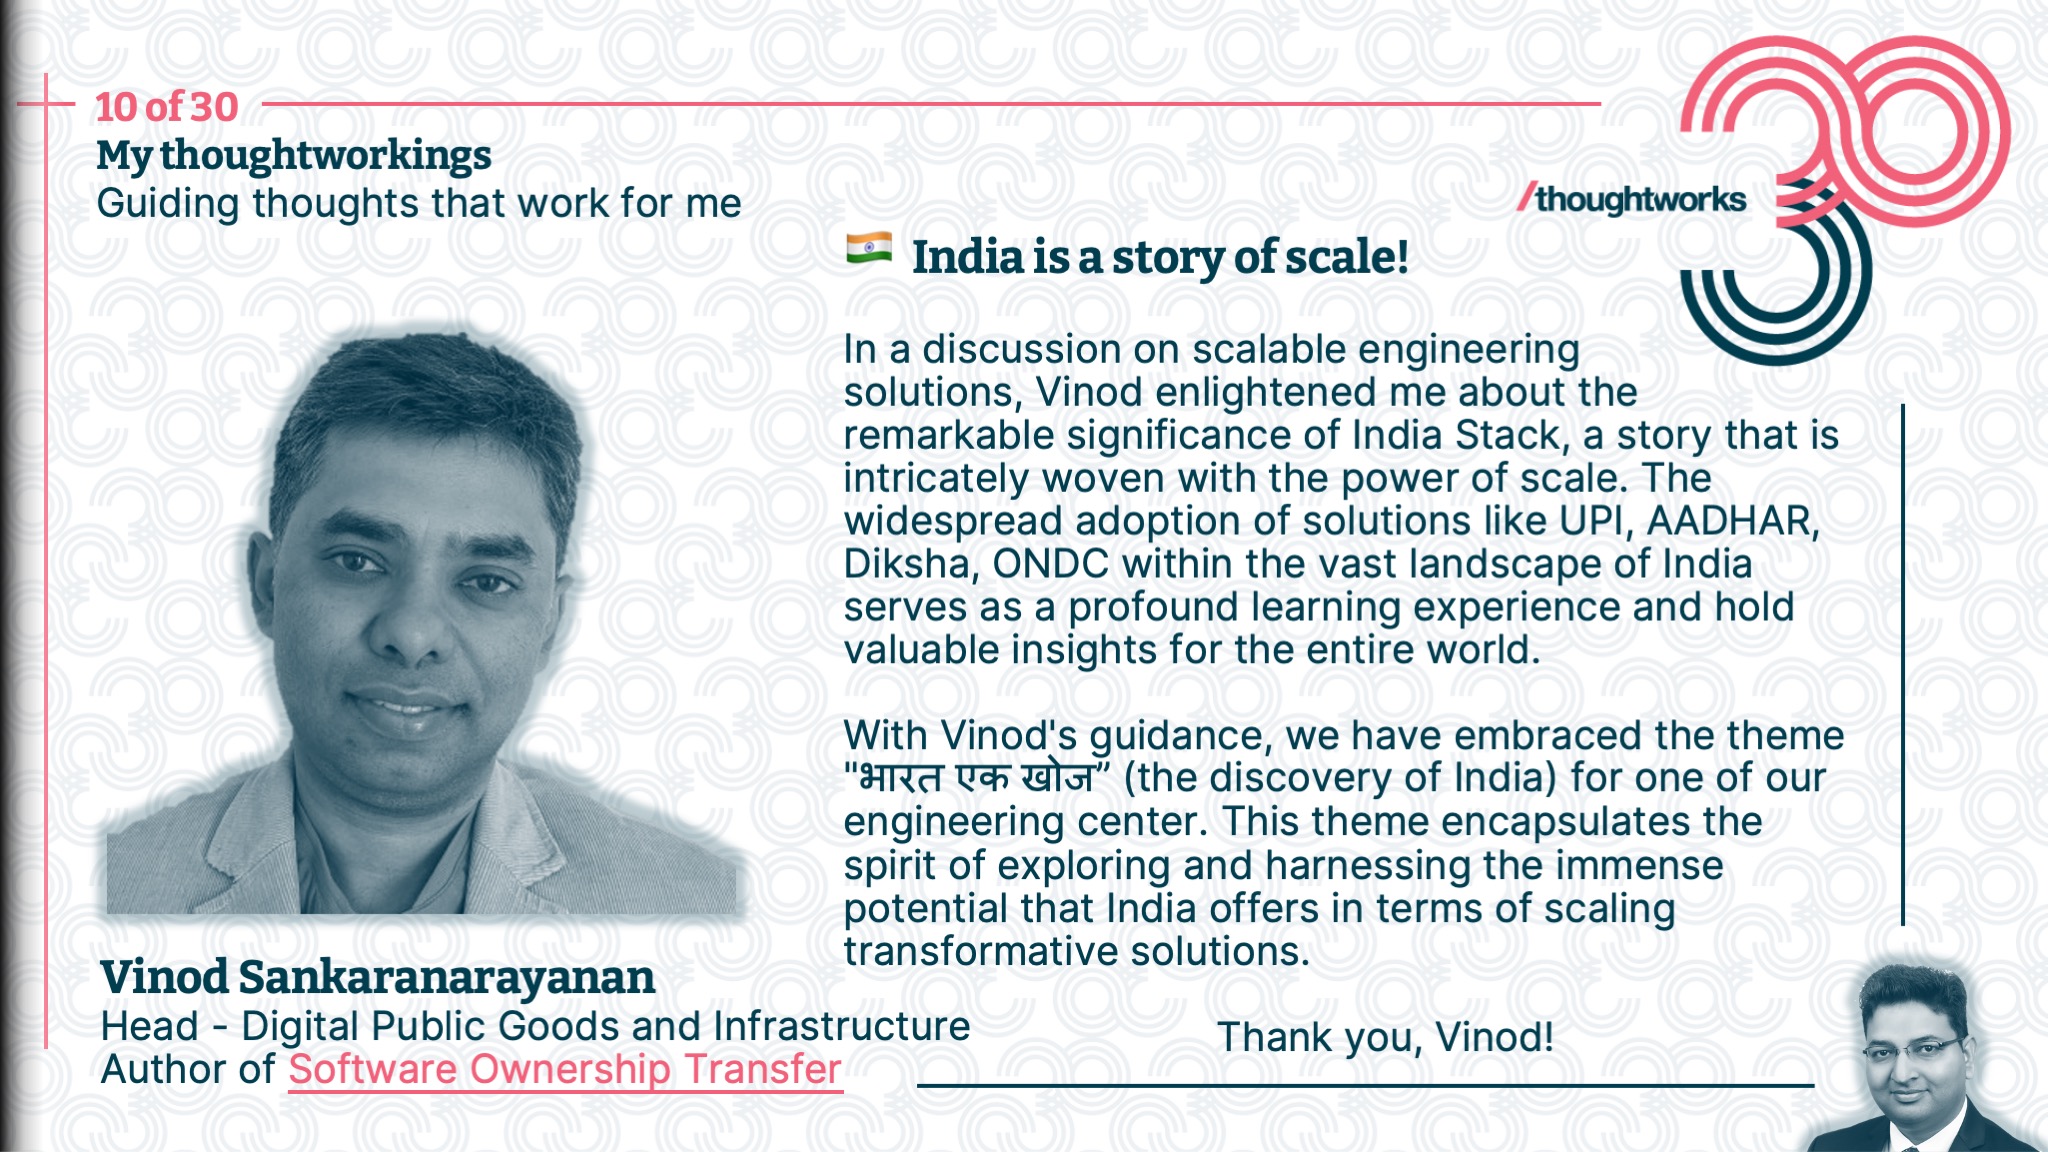 10 of 30
My thoughtworkings
Guiding thoughts that work for me
/thoughtworks
30
🇮🇳 India is a story of scale!
In a discussion on scalable engineering
solutions, Vinod enlightened me about the
remarkable significance of India Stack, a story that is
intricately woven with the power of scale. The
widespread adoption of solutions like UPI, AADHAR,
Diksha, ONDC within the vast landscape of India
serves as a profound learning experience and hold
valuable insights for the entire world.
With Vinod's guidance, we have embraced the theme
"भारत एक खोज” (the discovery of India) for one of our
engineering center. This theme encapsulates the
spirit of exploring and harnessing the immense
potential that India offers in terms of scaling
transformative solutions.
Thank you, Vinod!
Vinod Sankaranarayanan
Head - Digital Public Goods and Infrastructure
Author of Software Ownership Transfer